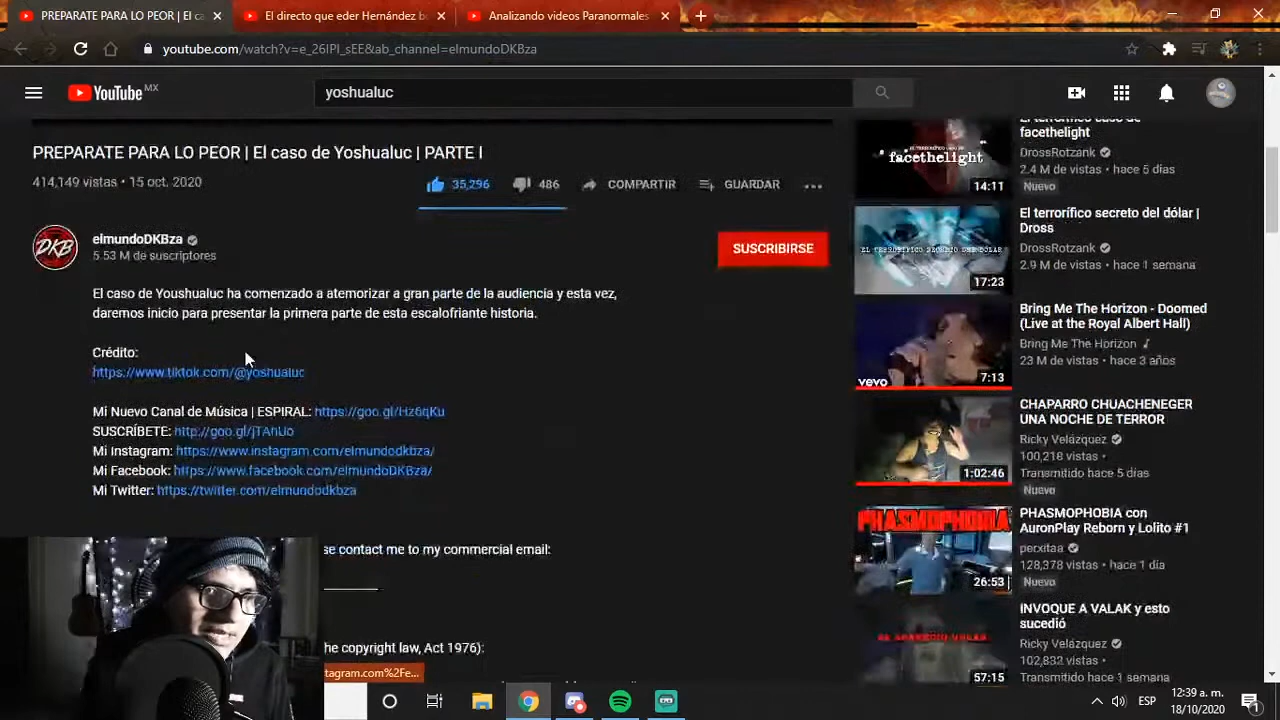 PREPARATE PARA LO PEOR | El ca
El directo que eder Hernández b
Analizando videos Paranormales
youtube.com/watch?v=e_26IPI_sEE&ab_channel=elmundoDKBza
YouTube MX
yoshualuc
PREPARATE PARA LO PEOR | El caso de Yoshualuc | PARTE I
414,149 vistas • 15 oct. 2020
35,296
486
COMPARTIR
GUARDAR
DKB
elmundoDKBza
5.53 M de
SUSCRIBIRSE
El caso de Youshualuc ha comenzado a atemorizar a gran parte de la audiencia y esta vez,
daremos inicio para presentar la primera parte de esta escalofriante historia.
Crédito:
https://www.tiktok.com/@yoshualuc
Mi Nuevo Canal de Música | ESPIRAL: https://goo.gl/Hz6qKu
SUSCRÍBETE: http://goo.gl/jTAhUo
Mi Instagram: https://www.instagram.com/elmundodkbza/
Mi Facebook: https://www.facebook.com/elmundoDKBza/
Mi Twitter: https://twitter.com/elmundodkbza
se contact me to my commercial email:
he copyright law, Act 1976):
tagram.com%2Fe...
facethelight
14:11
El terrorífico caso de
facethelight
DrossRotzank
2.4 M de vistas • hace 5 días
Nuevo
EL TERRORIFICO SECRETO DEL DOLAR
17:23
El terrorífico secreto del dólar |
Dross
DrossRotzank
2.9 M de vistas • hace 1 semana
vevo
7:13
Bring Me The Horizon - Doomed
(Live at the Royal Albert Hall)
Bring Me The Horizon
23 M de vistas • hace 3 años
1:02:46
CHAPARRO CHUACHENEGER
UNA NOCHE DE TERROR
Ricky Velázquez
100,218 vistas •
Transmitido hace 5 días
Nuevo
PHASMOPHOBIA
26:53
PHASMOPHOBIA con
AuronPlay Reborn y Lolito #1
perxitaa
128,378 vistas • hace 1 día
Nuevo
57:15
INVOQUE A VALAK y esto
sucedió
Ricky Velázquez
102,832 vistas •
ESP
12:39 a. m.
18/10/2020
1